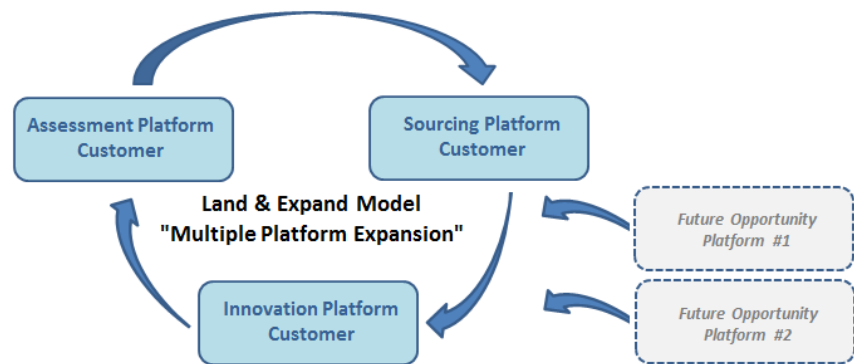 Assessment Platform
Customer
Sourcing Platform
Customer
Land & Expand Model
"Multiple Platform Expansion"
Future Opportunity
Platform #1
Innovation Platform
Customer
Future Opportunity
Platform #2